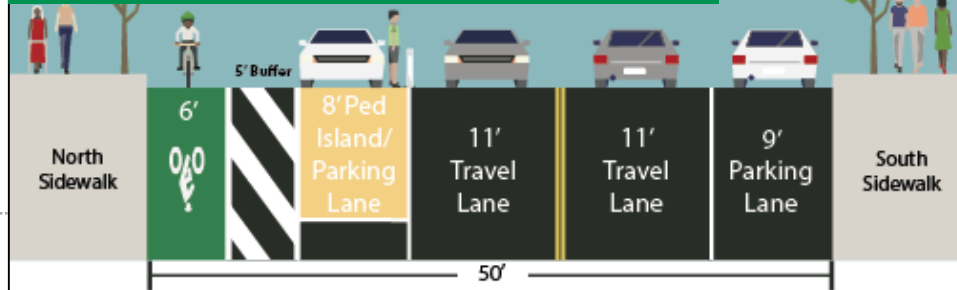 5' Buffer
North
Sidewalk
6'
8' Ped
Island/
Parking
Lane
11'
Travel
Lane
11'
Travel
Lane
9'
Parking
Lane
South
Sidewalk
50'